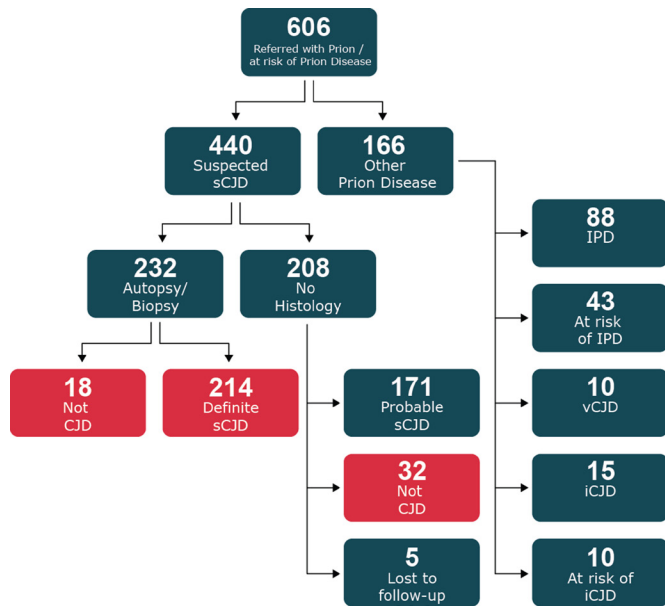 606
Referred with Prion /
at risk of Prion Disease
440
Suspected
sCJD
166
Other
Prion Disease
232
Autopsy/
Biopsy
208
No
Histology
18
Not
CJD
214
Definite
sCJD
171
Probable
sCJD
32
Not
CJD
5
Lost to
follow-up
88
IPD
43
At risk
of IPD
10
vCJD
15
iCJD
10
At risk of
iCJD